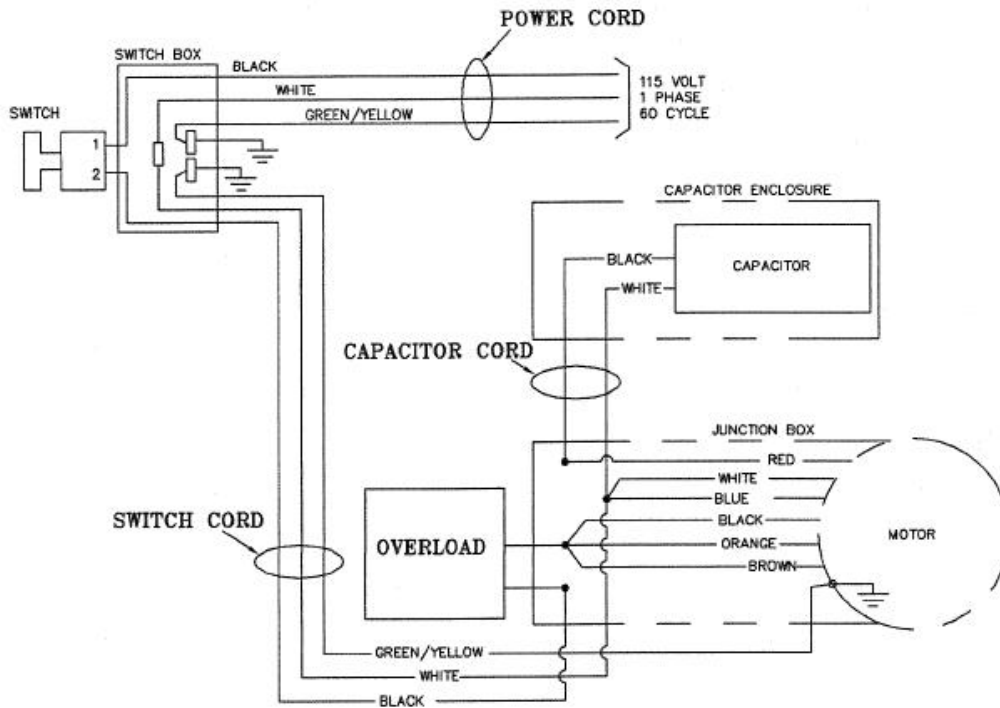 POWER CORD
SWITCH BOX
BLACK
WHITE
GREEN/YELLOW
115 VOLT
1 PHASE
60 CYCLE
SWITCH
1
2
CAPACITOR ENCLOSURE
BLACK
CAPACITOR
WHITE
CAPACITOR CORD
JUNCTION BOX
RED
WHITE
BLUE
BLACK
ORANGE
BROWN
MOTOR
SWITCH CORD
OVERLOAD
GREEN/YELLOW
WHITE
BLACK